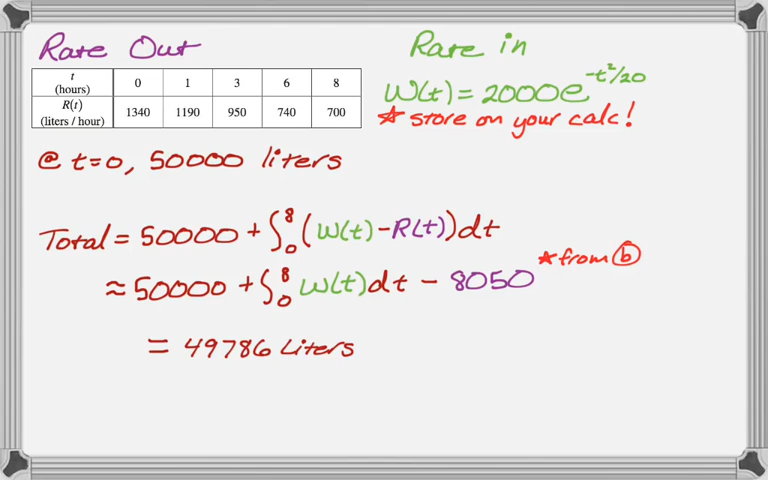 Rate Out
Rate in
t (hours) 0 1 3 6 8
R(t) (liters / hour) 1340 1190 950 740 700
W(t) = 2000e^{-t²/20}
* store on your calc!
@ t=0, 50000 liters
Total = 50000 + ∫₀⁸ (W(t) - R(t)) dt
≈ 50000 + ∫₀⁸ W(t) dt - 8050
* from ⓑ
= 49786 Liters